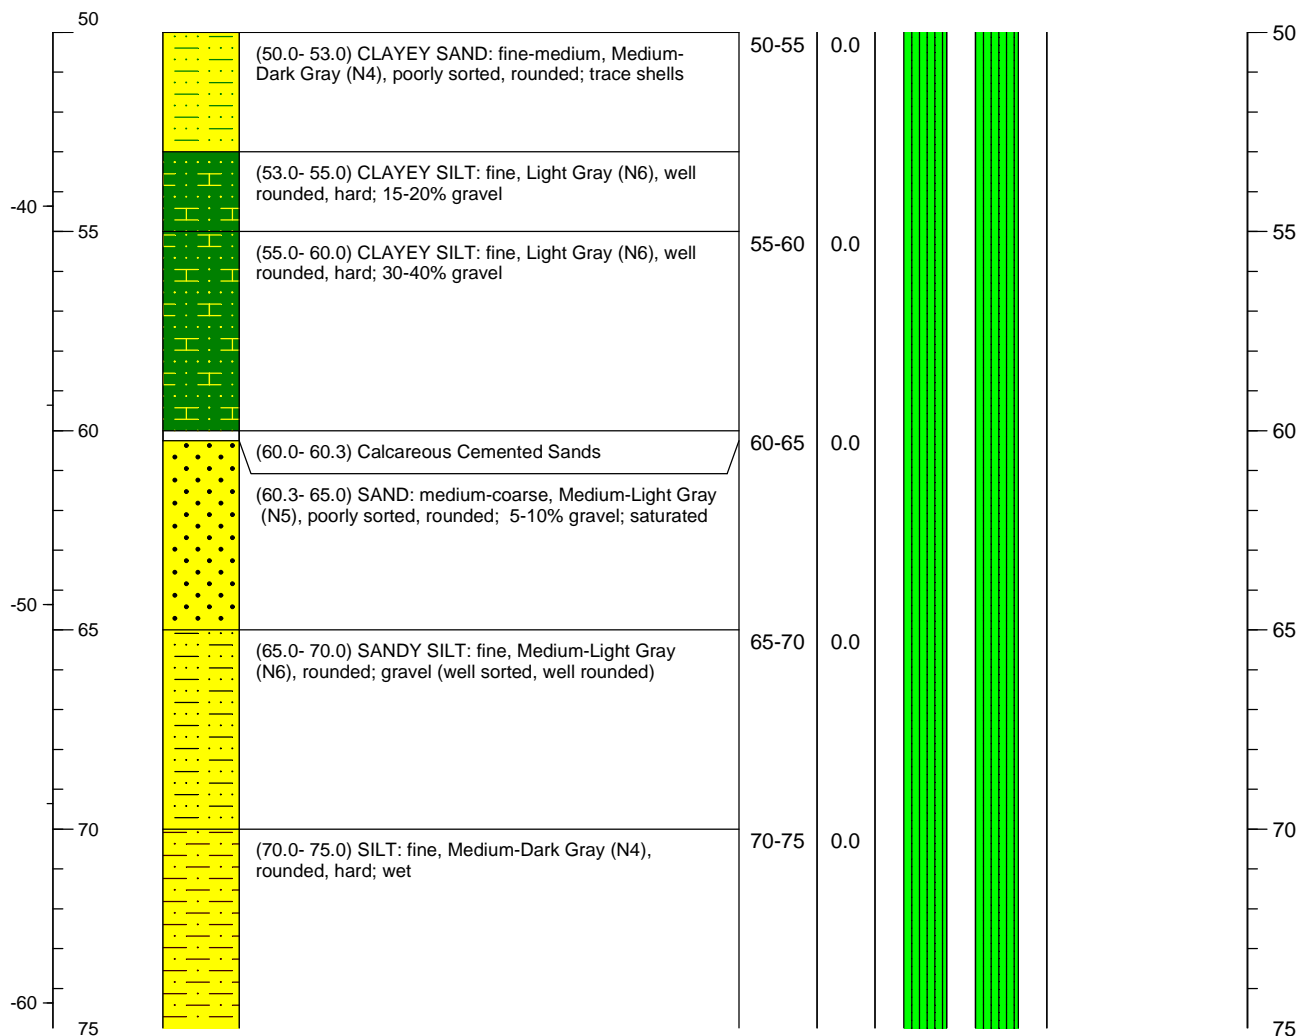 50
(50.0- 53.0) CLAYEY SAND: fine-medium, Medium-
Dark Gray (N4), poorly sorted, rounded; trace shells
50-55
0.0
50
(53.0- 55.0) CLAYEY SILT: fine, Light Gray (N6), well
rounded, hard; 15-20% gravel
-40
55
(55.0- 60.0) CLAYEY SILT: fine, Light Gray (N6), well
rounded, hard; 30-40% gravel
55-60
0.0
55
60
(60.0- 60.3) Calcareous Cemented Sands
60-65
0.0
60
(60.3- 65.0) SAND: medium-coarse, Medium-Light Gray
(N5), poorly sorted, rounded;  5-10% gravel; saturated
-50
65
(65.0- 70.0) SANDY SILT: fine, Medium-Light Gray
(N6), rounded; gravel (well sorted, well rounded)
65-70
0.0
65
70
(70.0- 75.0) SILT: fine, Medium-Dark Gray (N4),
rounded, hard; wet
70-75
0.0
70
-60
75
75